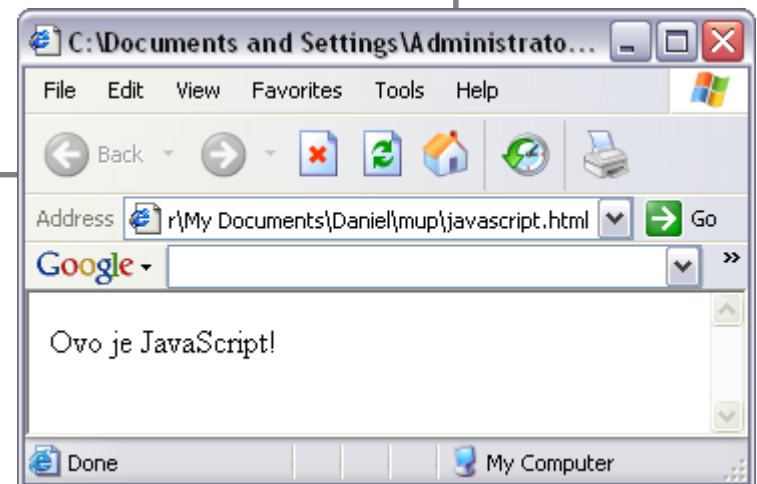 C:\Documents and Settings\Administrato...
File Edit View Favorites Tools Help
Back
Address r\My Documents\Daniel\mup\javascript.html Go
Google
Ovo je JavaScript!
Done My Computer